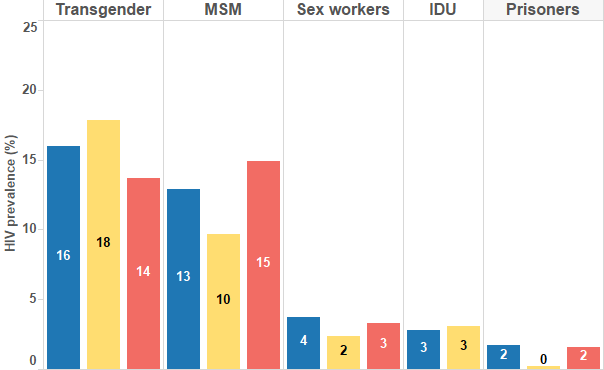 Transgender MSM Sex workers IDU Prisoners
HIV prevalence (%)
25
20
15
10
5
0
16 18 14 13 10 15 4 2 3 3 3 2 0 2